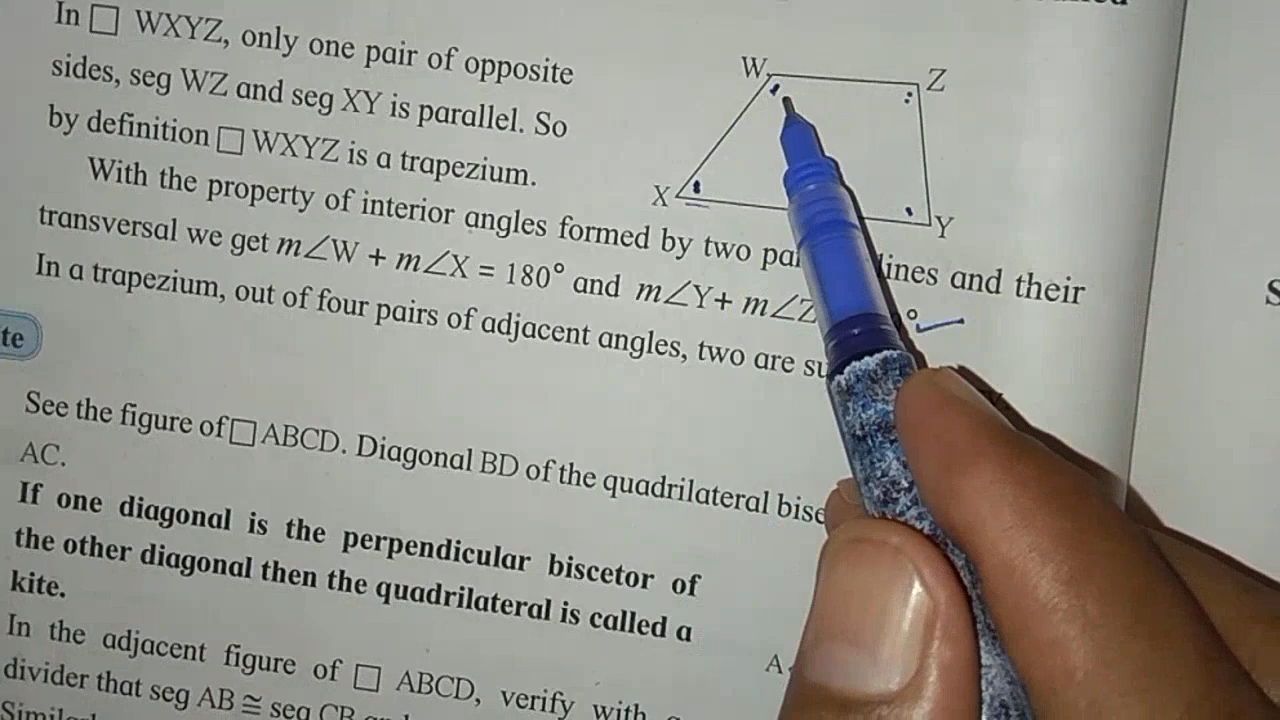 In □ WXYZ, only one pair of opposite
sides, seg WZ and seg XY is parallel. So
by definition □ WXYZ is a trapezium.
With the property of interior angles formed by two lines and their
transversal we get m∠W + m∠X = 180° and m∠Y+ m∠Z °
In a trapezium, out of four pairs of adjacent angles, two are
te
See the figure of □ ABCD. Diagonal BD of the quadrilateral bise
AC.
If one diagonal is the perpendicular biscetor of
the other diagonal then the quadrilateral is called a
kite.
In the adjacent figure of □ ABCD, verify with a
divider that seg AB ≅ seg CB
W
Z
X
Y
A
S